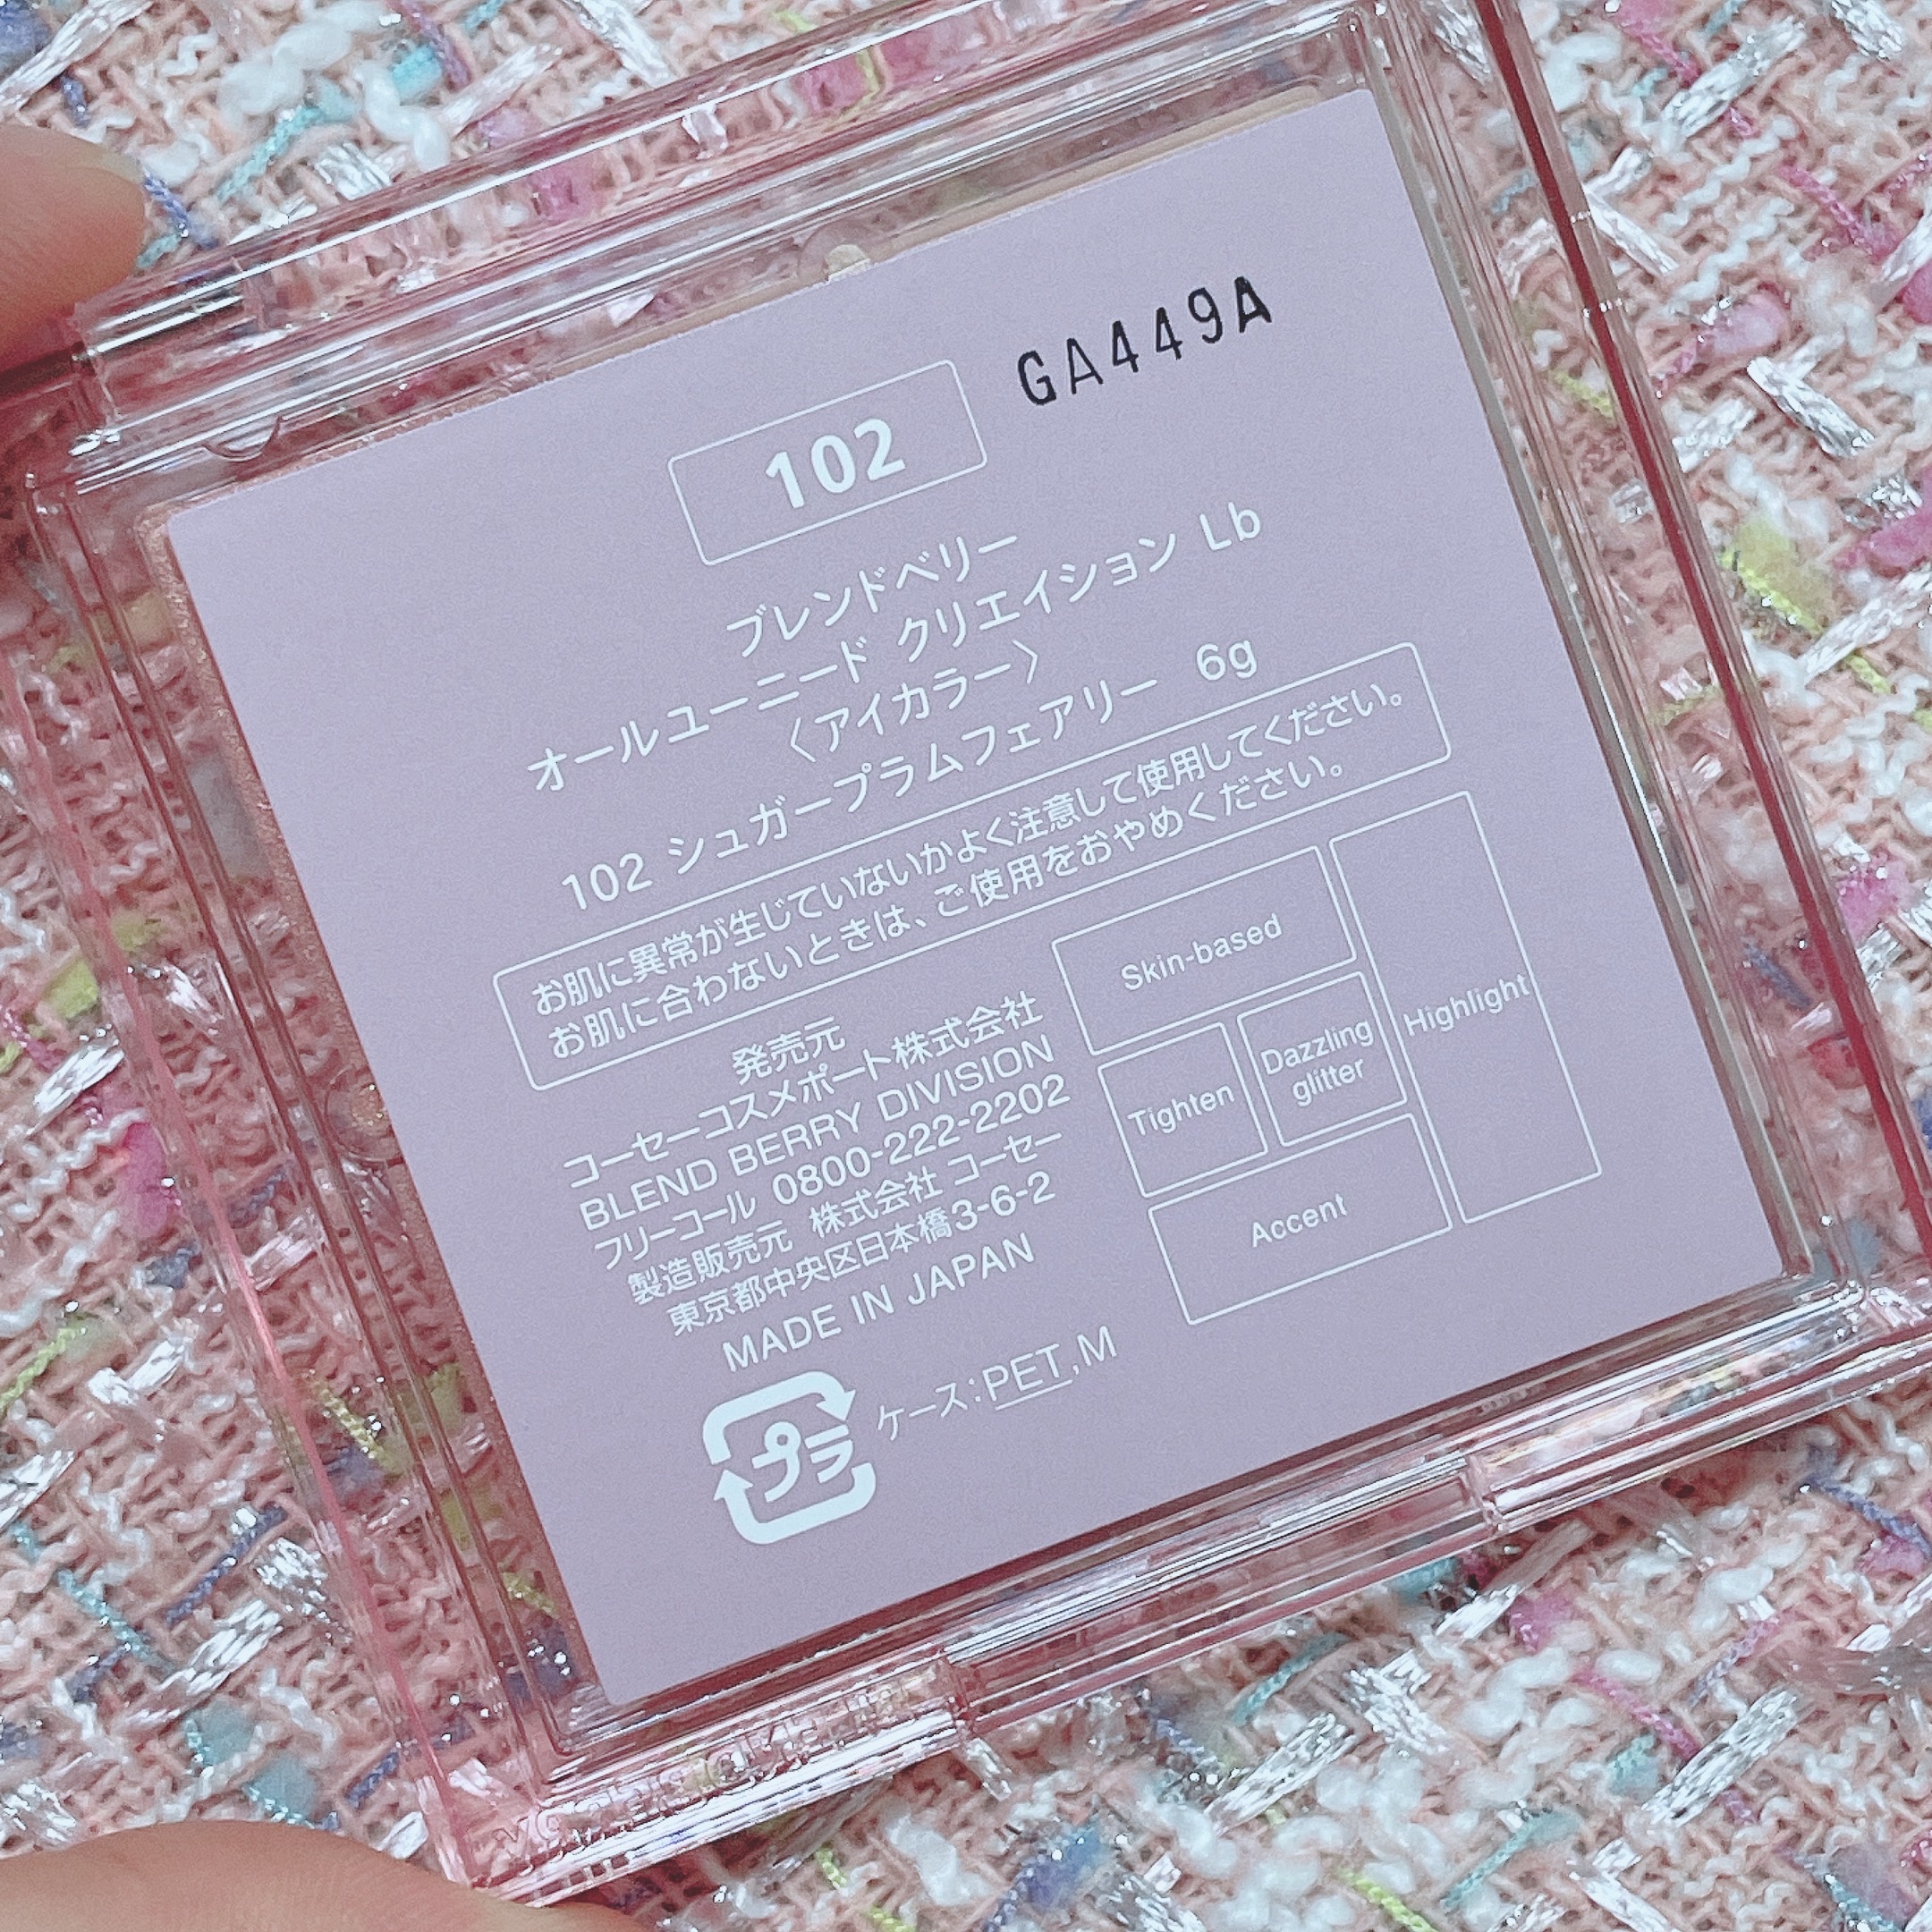 GA449A
102
ブレンドベリー
オールユーニード クリエイション Lb
〈アイカラー〉
102 シュガープラムフェアリー 6g
お肌に異常が生じていないかよく注意して使用してください。
お肌に合わないときは、ご使用をおやめください。
発売元
コーセーコスメポート株式会社
BLEND BERRY DIVISION
フリーコール 0800-222-2202
製造販売元 株式会社 コーセー
東京都中央区日本橋3-6-2
MADE IN JAPAN
プラ
ケース:PET,M
Skin-based
Tighten
Dazzling
glitter
Highlight
Accent